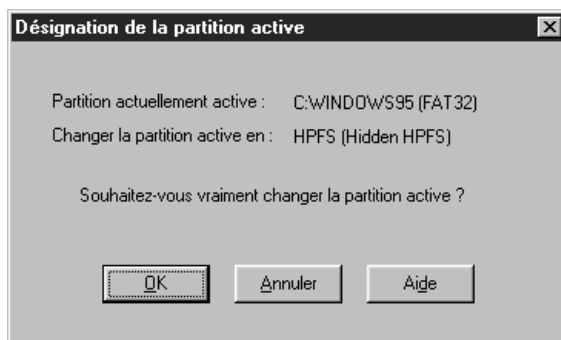 Désignation de la partition active
Partition actuellement active : C:WINDOWS95 (FAT32)
Changer la partition active en : HPFS (Hidden HPFS)
Souhaitez-vous vraiment changer la partition active ?
OK Annuler Aide